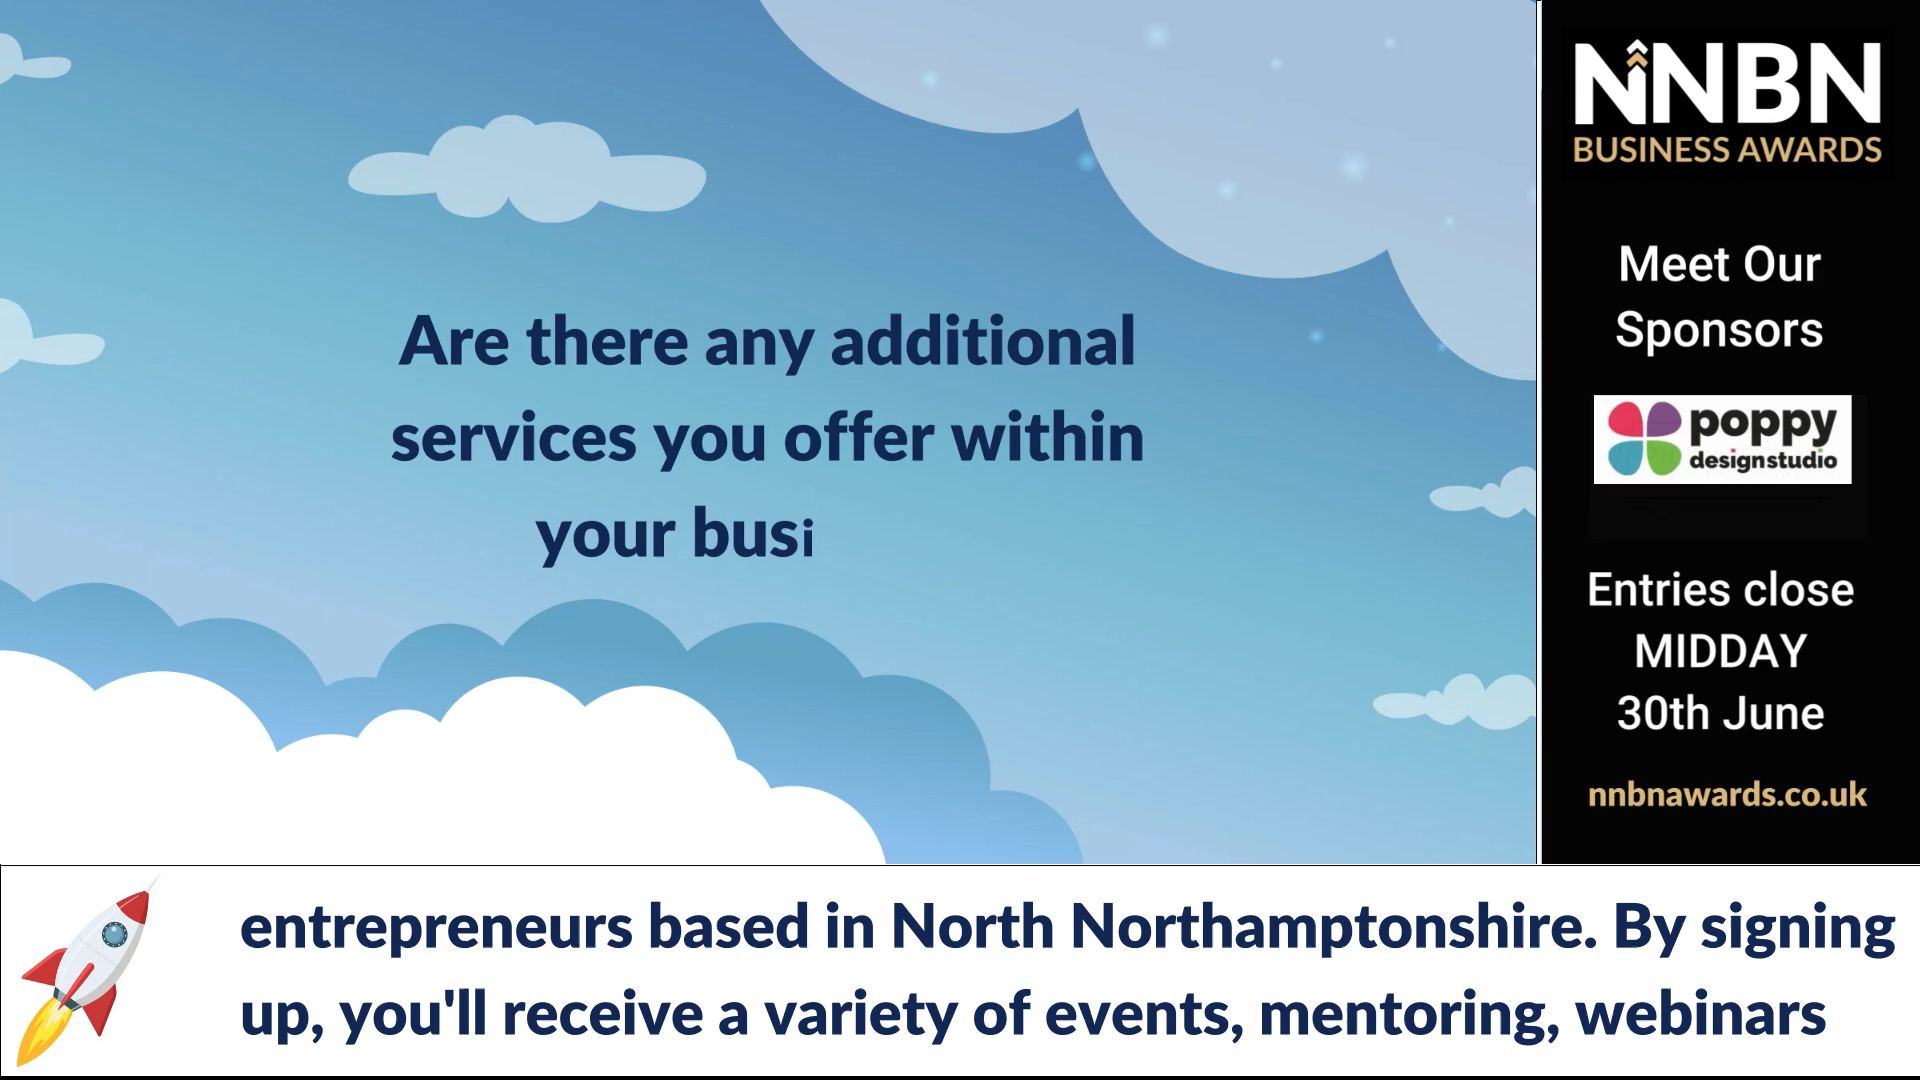 Are there any additional
services you offer within
your busi
NNBN
BUSINESS AWARDS
Meet Our
Sponsors
poppy
designstudio
Entries close
MIDDAY
30th June
nnbnawards.co.uk
entrepreneurs based in North Northamptonshire. By signing
up, you'll receive a variety of events, mentoring, webinars